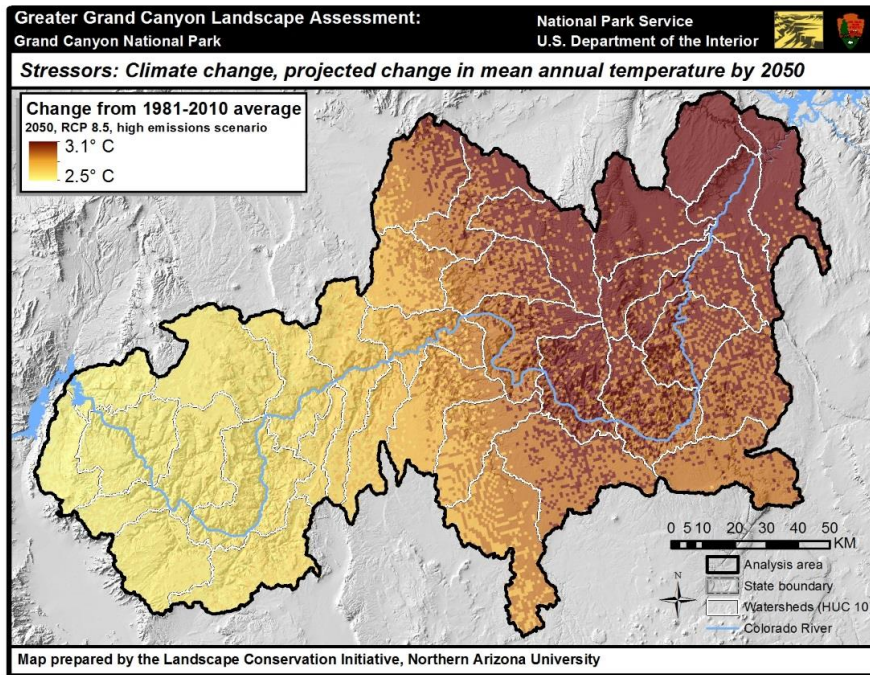 Greater Grand Canyon Landscape Assessment:
Grand Canyon National Park
National Park Service
U.S. Department of the Interior
Stressors: Climate change, projected change in mean annual temperature by 2050
Change from 1981-2010 average
2050, RCP 8.5, high emissions scenario
3.1° C
2.5° C
0 5 10 20 30 40 50
KM
Analysis area
State boundary
N
Watersheds (HUC 10
Colorado River
Map prepared by the Landscape Conservation Initiative, Northern Arizona University